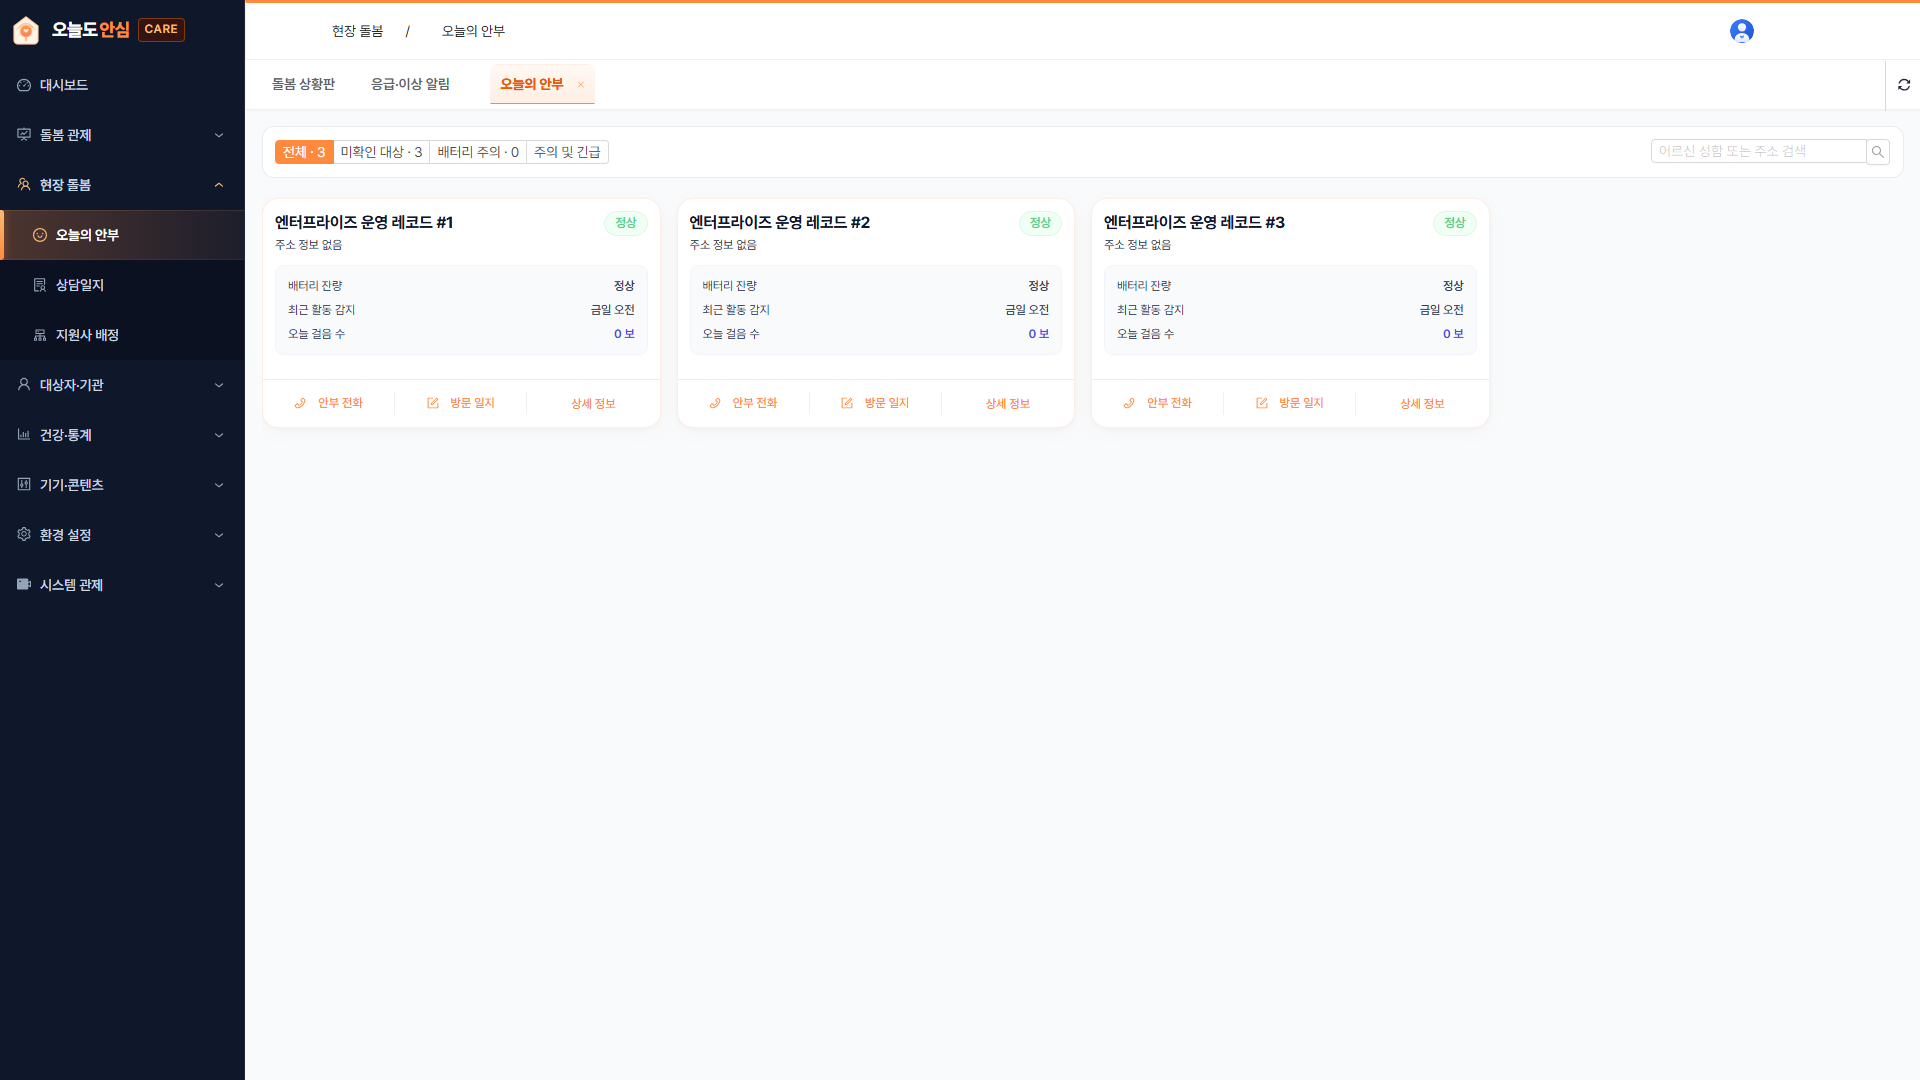 오늘도안심 CARE
대시보드
돌봄 관제
현장 돌봄
오늘의 안부
상담일지
지원사 배정
대상자·기관
건강·통계
기기·콘텐츠
환경 설정
시스템 관제
현장 돌봄 / 오늘의 안부
돌봄 상황판 응급·이상 알림 오늘의 안부 ×
전체 · 3 미확인 대상 · 3 배터리 주의 · 0 주의 및 긴급
어르신 성함 또는 주소 검색
엔터프라이즈 운영 레코드 #1 정상
주소 정보 없음
배터리 잔량 정상
최근 활동 감지 금일 오전
오늘 걸음 수 0 보
안부 전화 방문 일지 상세 정보
엔터프라이즈 운영 레코드 #2 정상
주소 정보 없음
배터리 잔량 정상
최근 활동 감지 금일 오전
오늘 걸음 수 0 보
안부 전화 방문 일지 상세 정보
엔터프라이즈 운영 레코드 #3 정상
주소 정보 없음
배터리 잔량 정상
최근 활동 감지 금일 오전
오늘 걸음 수 0 보
안부 전화 방문 일지 상세 정보